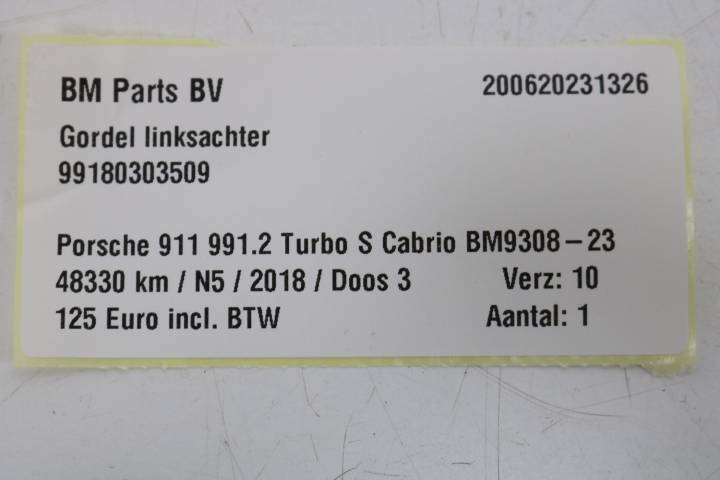 BM Parts BV 200620231326
Gordel linksachter
99180303509
Porsche 911 991.2 Turbo S Cabrio BM9308-23
48330 km / N5 / 2018 / Doos 3 Verz: 10
125 Euro incl. BTW Aantal: 1